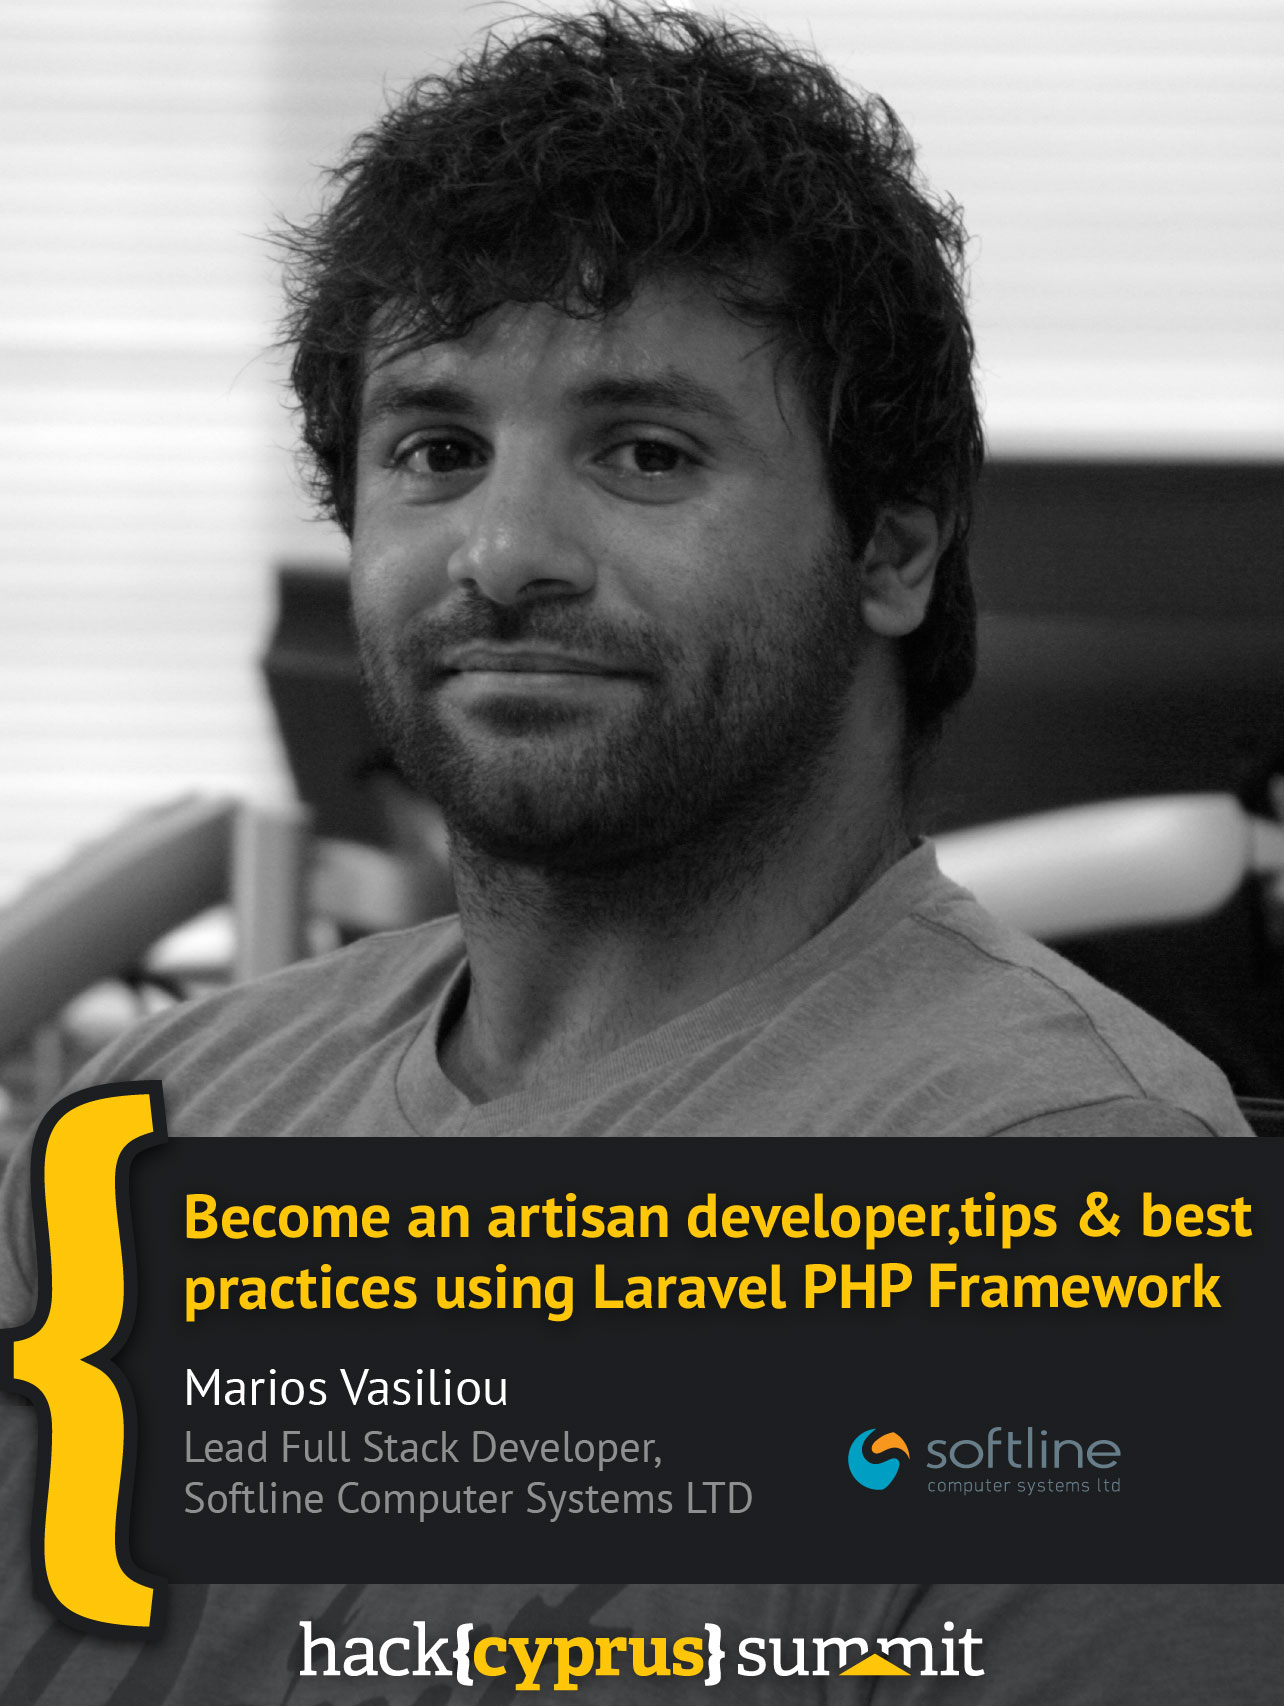 Become an artisan developer,tips & best
practices using Laravel PHP Framework
Marios Vasiliou
Lead Full Stack Developer,
Softline Computer Systems LTD
softline
computer systems ltd
hack{cyprus}summit